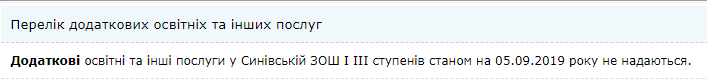 Перелік додаткових освітніх та інших послуг
Додаткові освітні та інші послуги у Синівській ЗОШ І ІІІ ступенів станом на 05.09.2019 року не надаються.